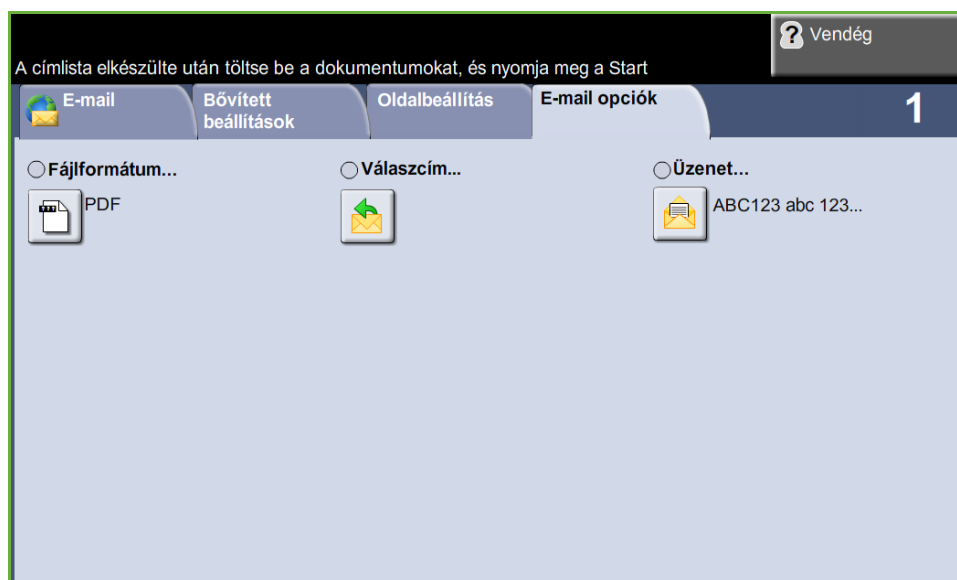 Vendég
A címlista elkészülte után töltse be a dokumentumokat, és nyomja meg a Start
E-mail
Bővített
beállítások
Oldalbeállítás
E-mail opciók
1
Fájlformátum...
Válaszcím...
Üzenet...
PDF
ABC123 abc 123...